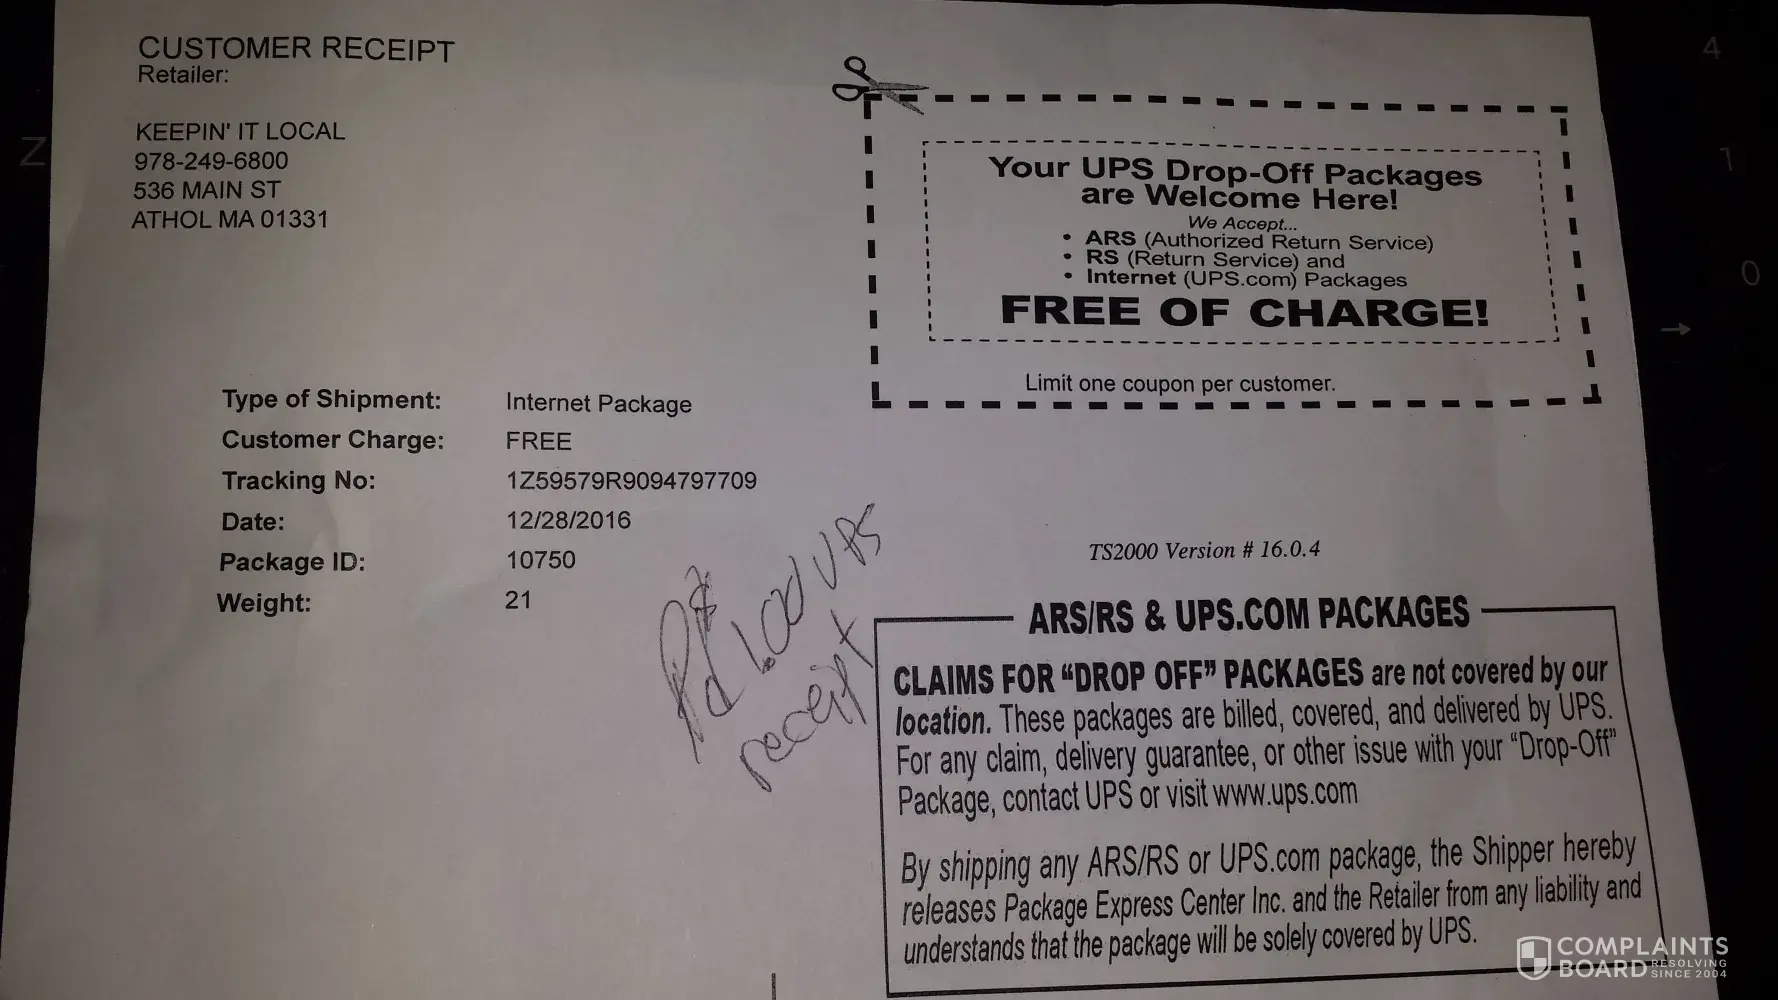 CUSTOMER RECEIPT
Retailer:
KEEPIN' IT LOCAL
978-249-6800
536 MAIN ST
ATHOL MA 01331
Your UPS Drop-Off Packages
are Welcome Here!
We Accept...
• ARS (Authorized Return Service)
• RS (Return Service) and
• Internet (UPS.com) Packages
FREE OF CHARGE!
Limit one coupon per customer.
Type of Shipment: Internet Package
Customer Charge: FREE
Tracking No: 1Z59579R9094797709
Date: 12/28/2016
Package ID: 10750
Weight: 21
Pd 1.00 UPS
receipt
TS2000 Version # 16.0.4
ARS/RS & UPS.COM PACKAGES
CLAIMS FOR “DROP OFF” PACKAGES are not covered by our
location. These packages are billed, covered, and delivered by UPS.
For any claim, delivery guarantee, or other issue with your “Drop-Off”
Package, contact UPS or visit www.ups.com
By shipping any ARS/RS or UPS.com package, the Shipper hereby
releases Package Express Center Inc. and the Retailer from any liability and
understands that the package will be solely covered by UPS.
Z
4
1
0
→
COMPLAINTS
BOARD RESOLVING
SINCE 2004